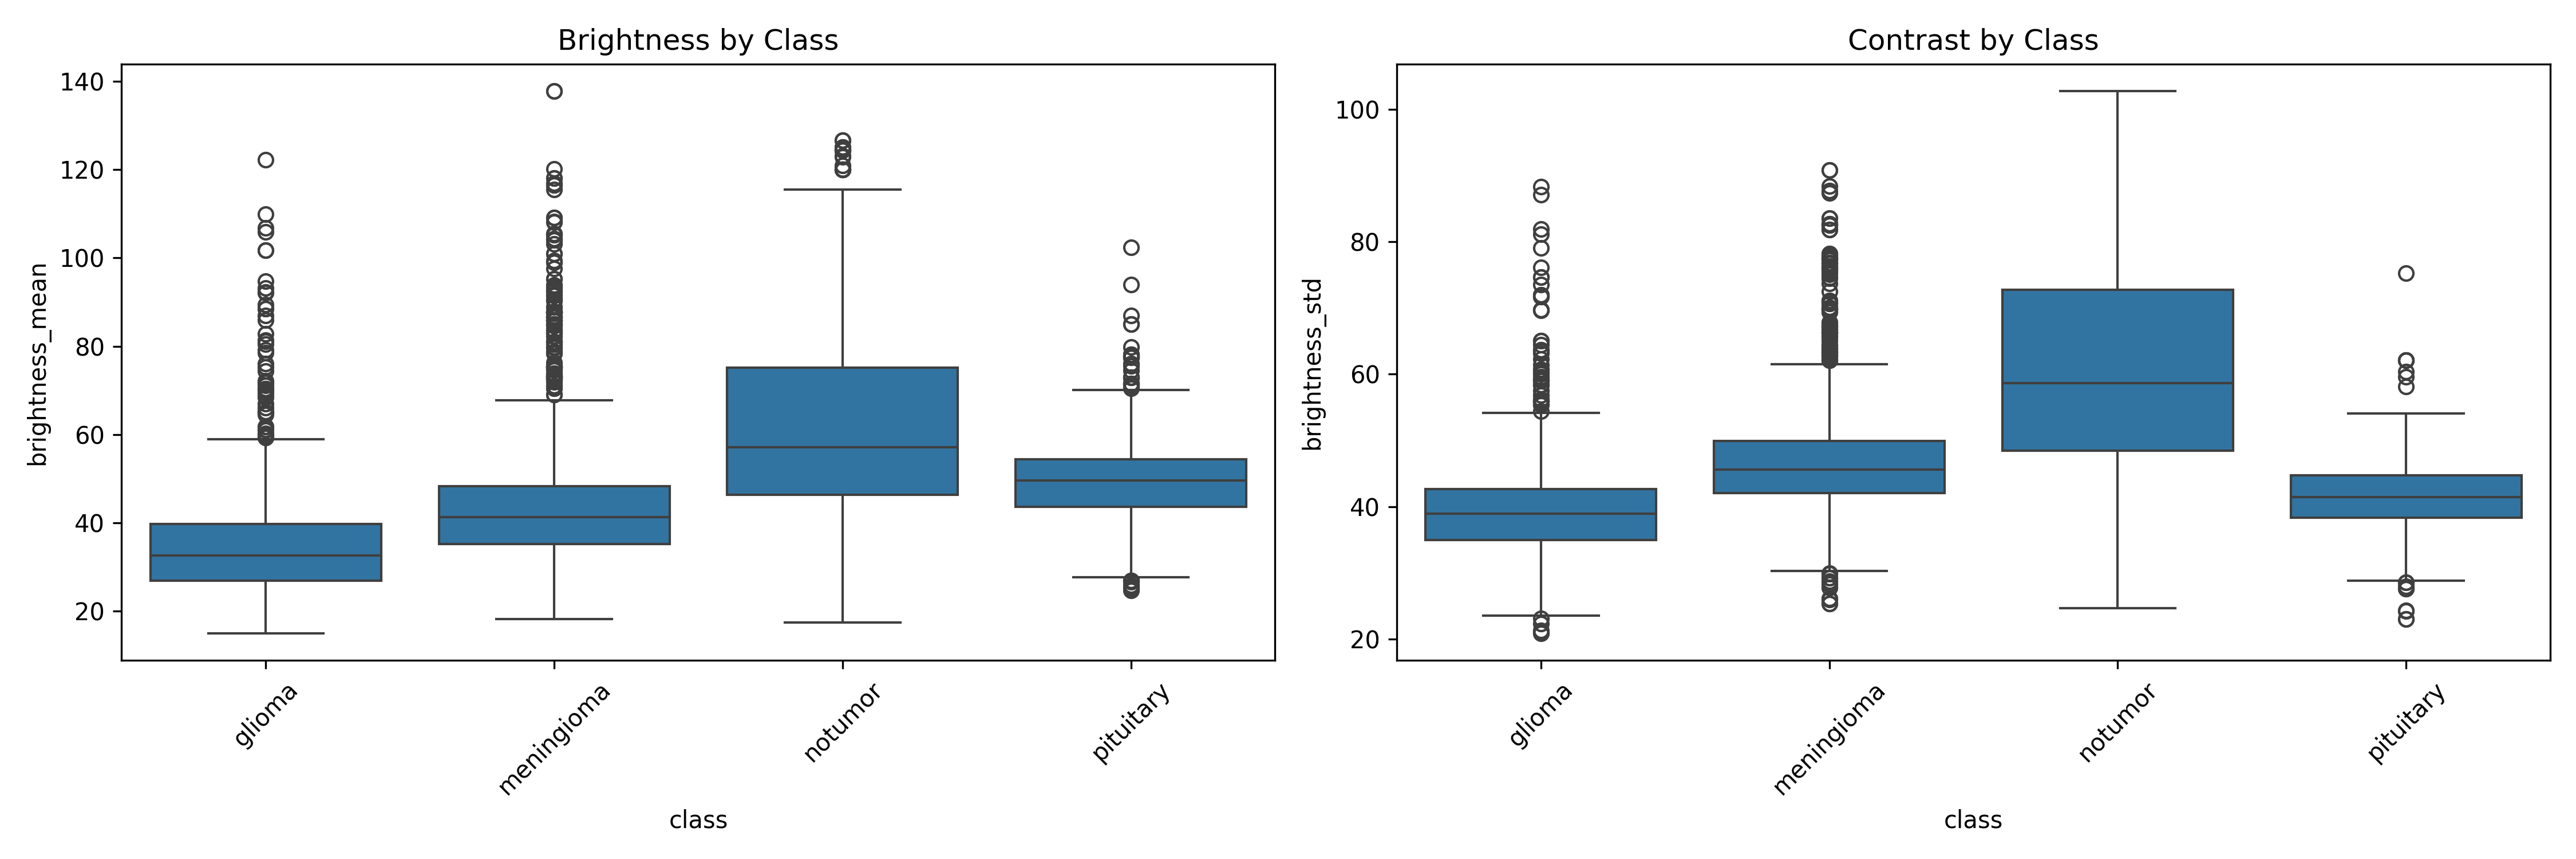 Brightness by Class
brightness_mean
140
120
100
80
60
40
20
glioma
meningioma
notumor
pituitary
class
Contrast by Class
brightness_std
100
80
60
40
20
glioma
meningioma
notumor
pituitary
class